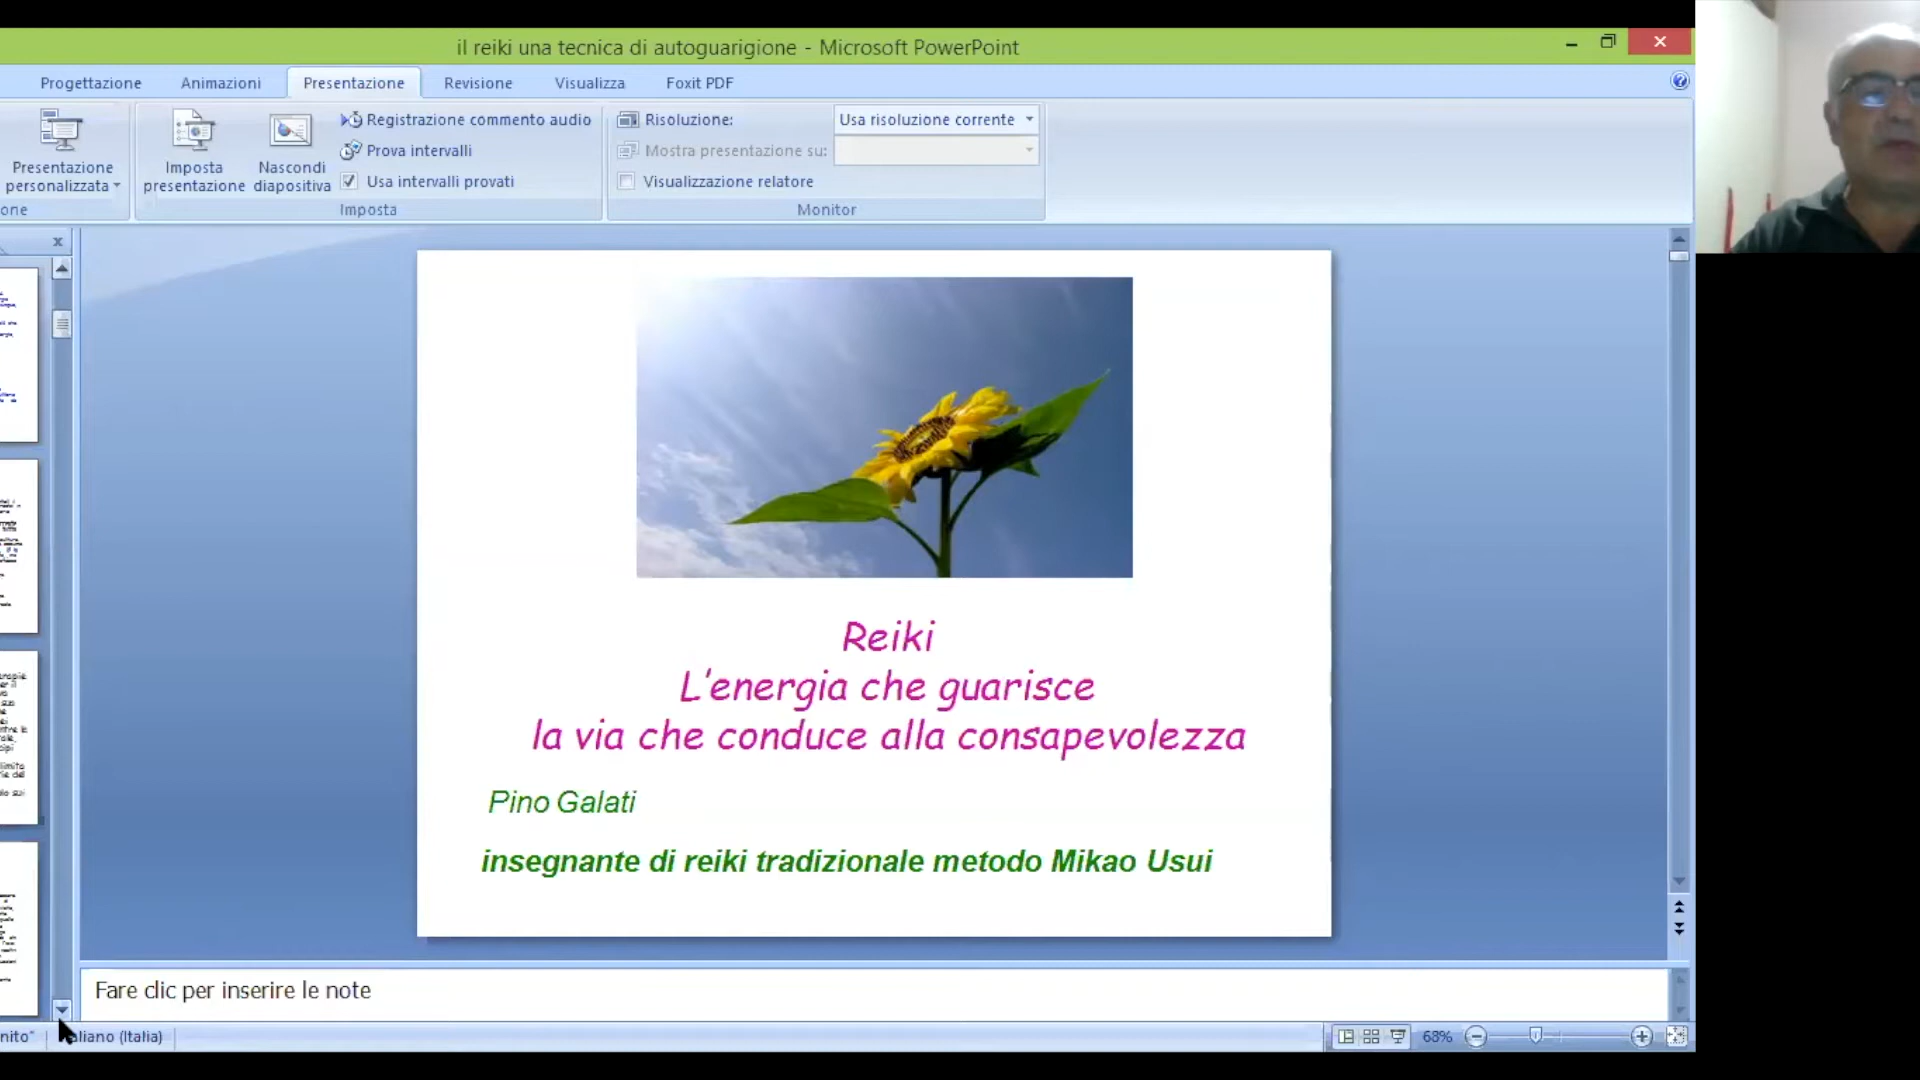 il reiki una tecnica di autoguarigione - Microsoft PowerPoint
Progettazione Animazioni Presentazione Revisione Visualizza Foxit PDF
Presentazione personalizzata
Imposta presentazione
Nascondi diapositiva
Registrazione commento audio
Prova intervalli
Usa intervalli provati
Imposta
Risoluzione: Usa risoluzione corrente
Mostra presentazione su:
Visualizzazione relatore
Monitor
Reiki
L'energia che guarisce
la via che conduce alla consapevolezza
Pino Galati
insegnante di reiki tradizionale metodo Mikao Usui
Fare clic per inserire le note
(Italia)
68%